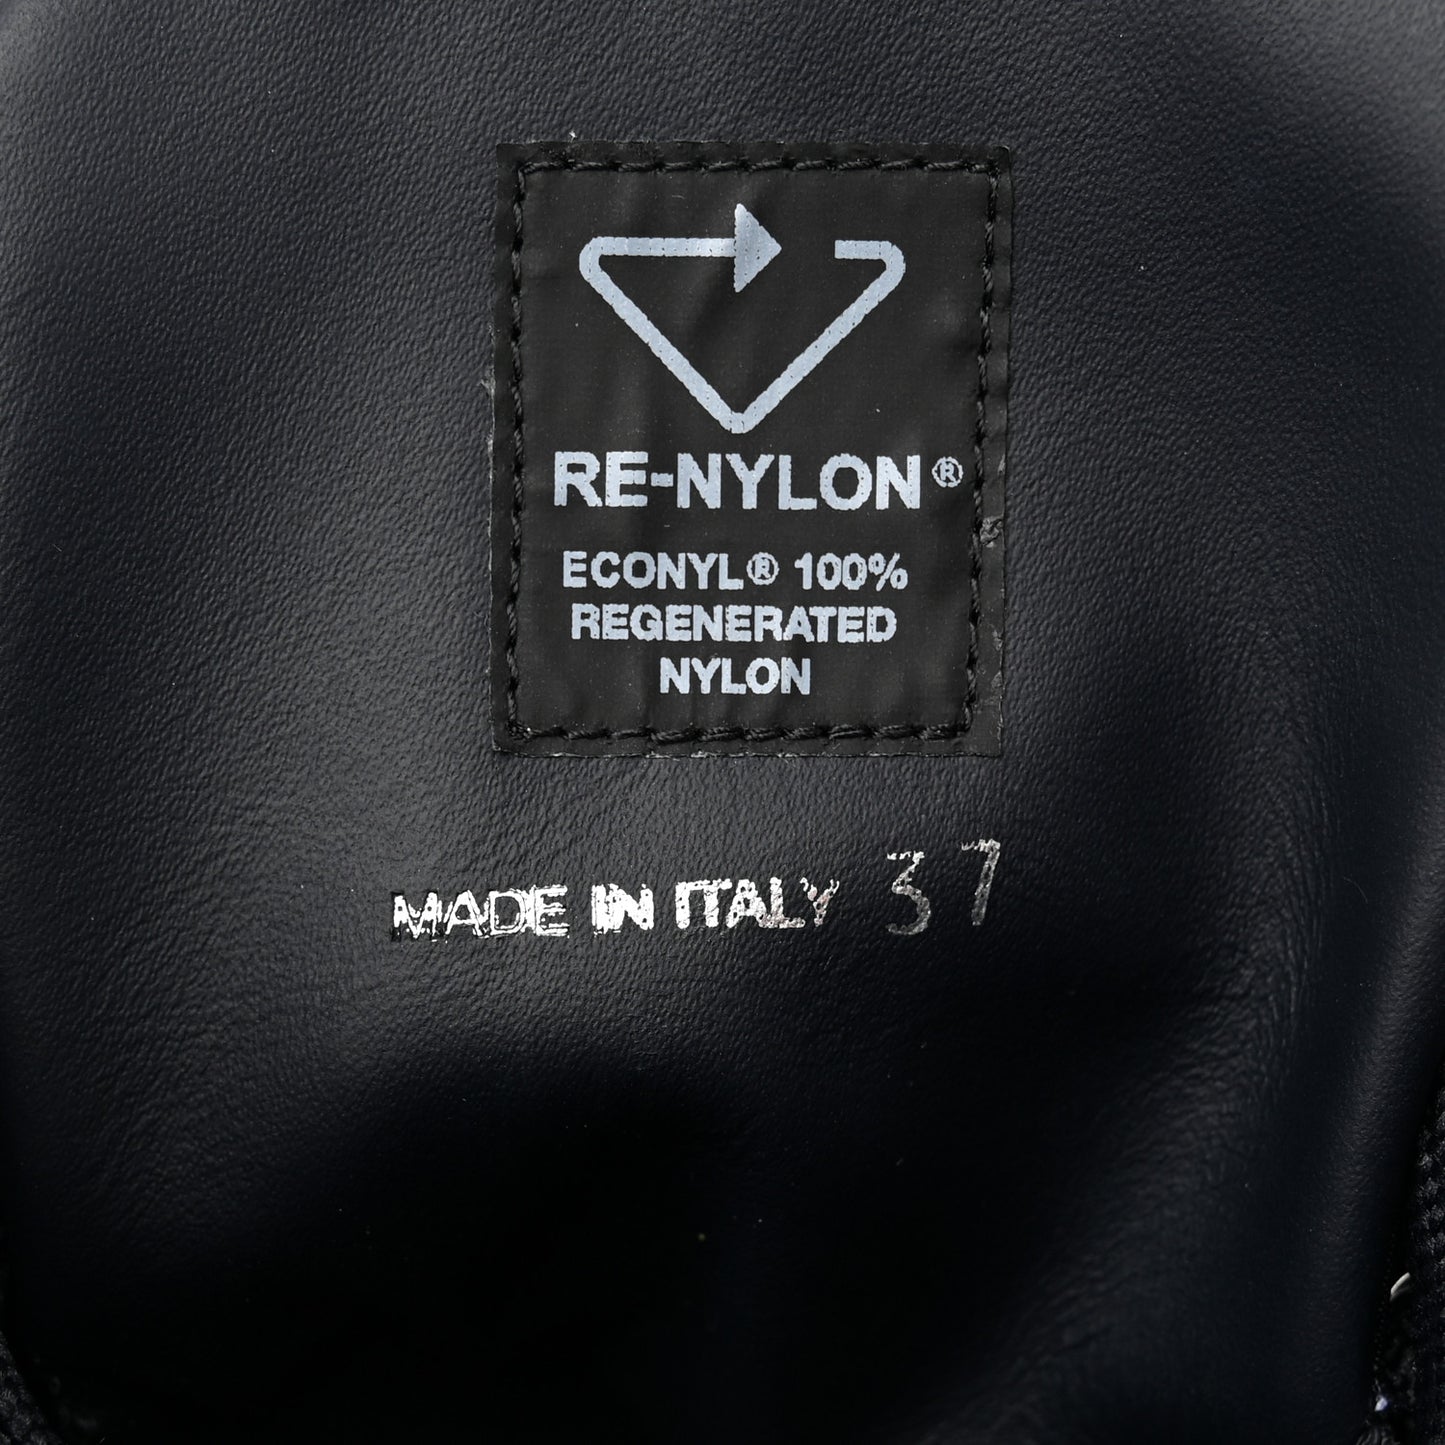 RE-NYLON®
ECONYL® 100%
REGENERATED
NYLON
MADE IN ITALY 37